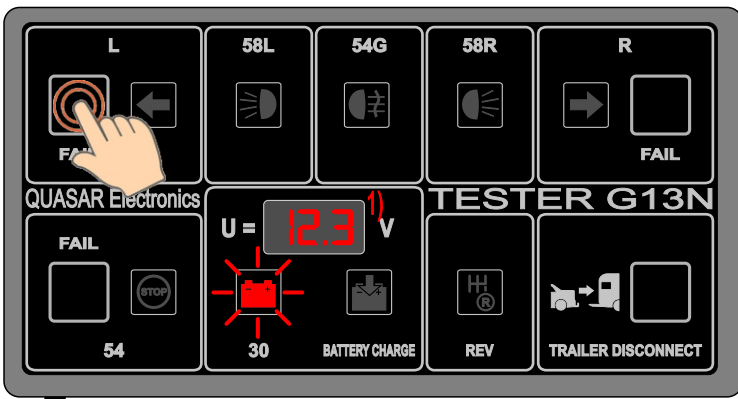 L 58L 54G 58R R
FAIL FAIL
QUASAR Electronics TESTER G13N
FAIL U = 12.3 1) V
STOP - + R
54 30 BATTERY CHARGE REV TRAILER DISCONNECT